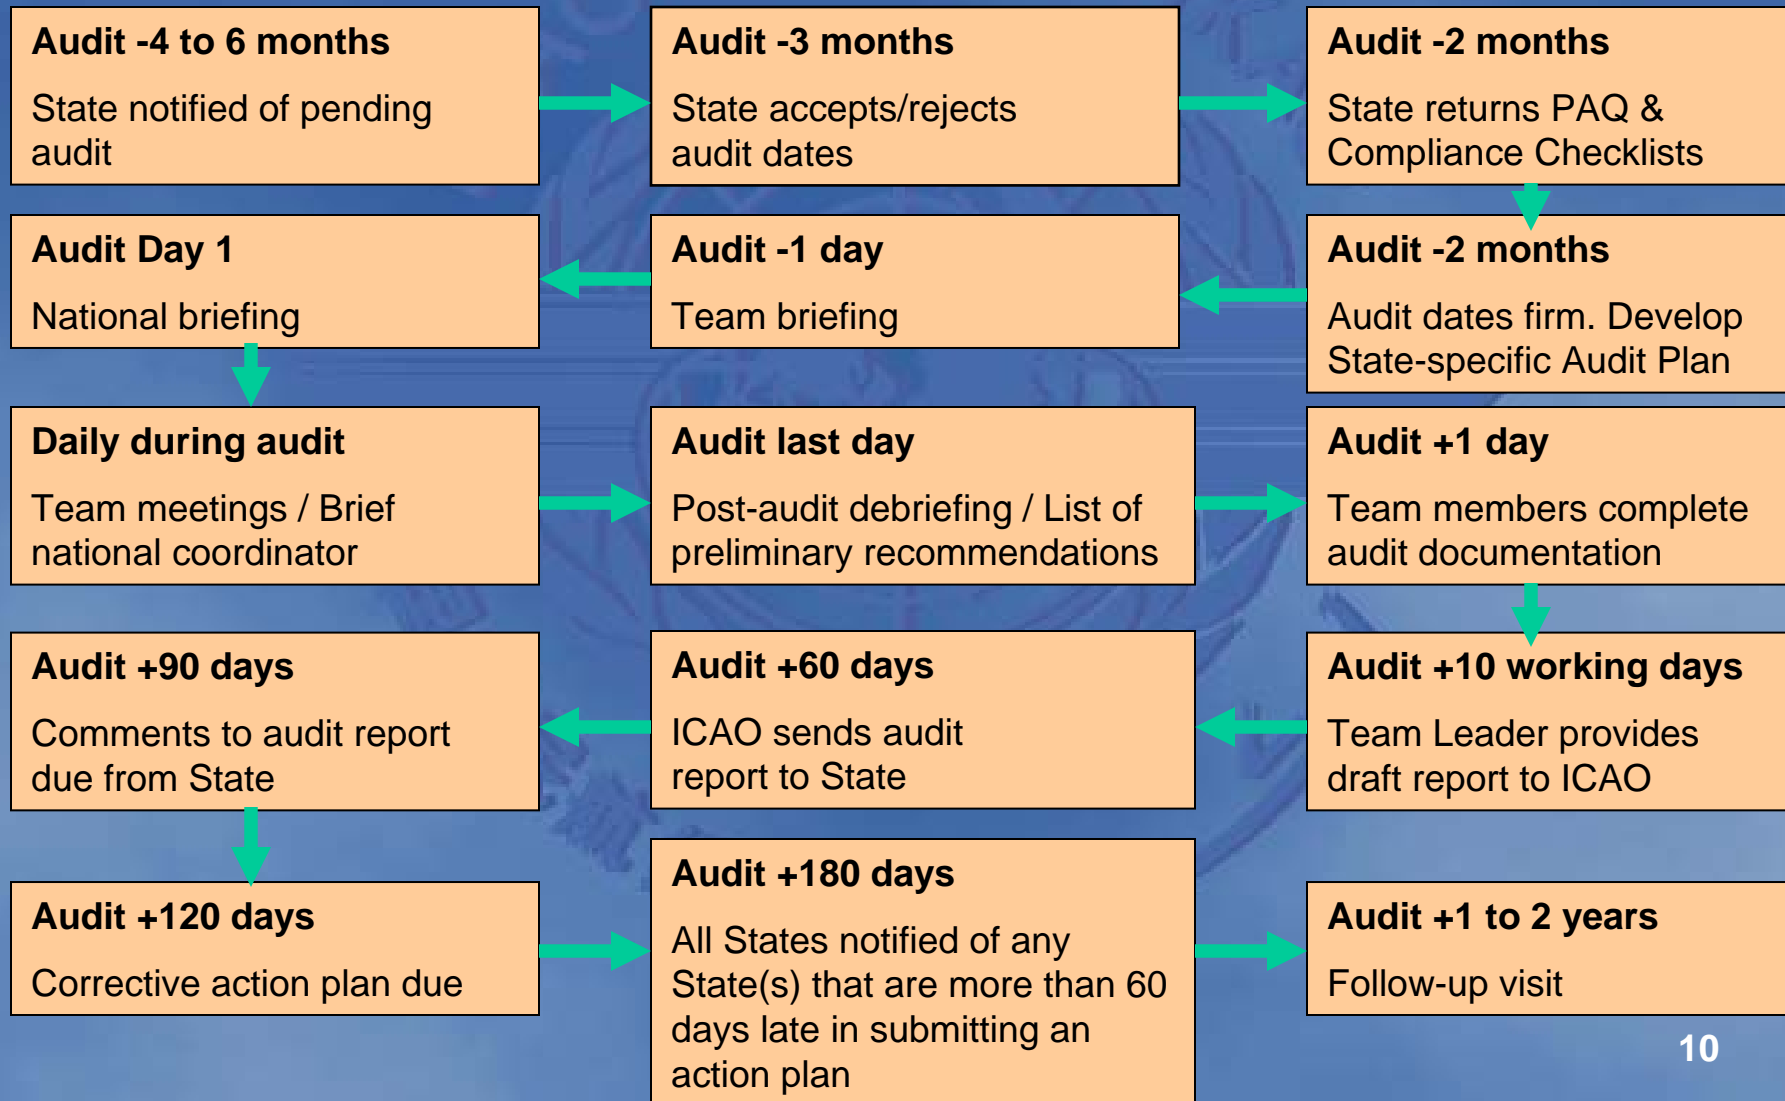 Audit -4 to 6 months
State notified of pending
audit
Audit -3 months
State accepts/rejects
audit dates
Audit -2 months
State returns PAQ &
Compliance Checklists
Audit -2 months
Audit dates firm. Develop
State-specific Audit Plan
Audit -1 day
Team briefing
Audit Day 1
National briefing
Daily during audit
Team meetings / Brief
national coordinator
Audit last day
Post-audit debriefing / List of
preliminary recommendations
Audit +1 day
Team members complete
audit documentation
Audit +10 working days
Team Leader provides
draft report to ICAO
Audit +60 days
ICAO sends audit
report to State
Audit +90 days
Comments to audit report
due from State
Audit +120 days
Corrective action plan due
Audit +180 days
All States notified of any
State(s) that are more than 60
days late in submitting an
action plan
Audit +1 to 2 years
Follow-up visit
10